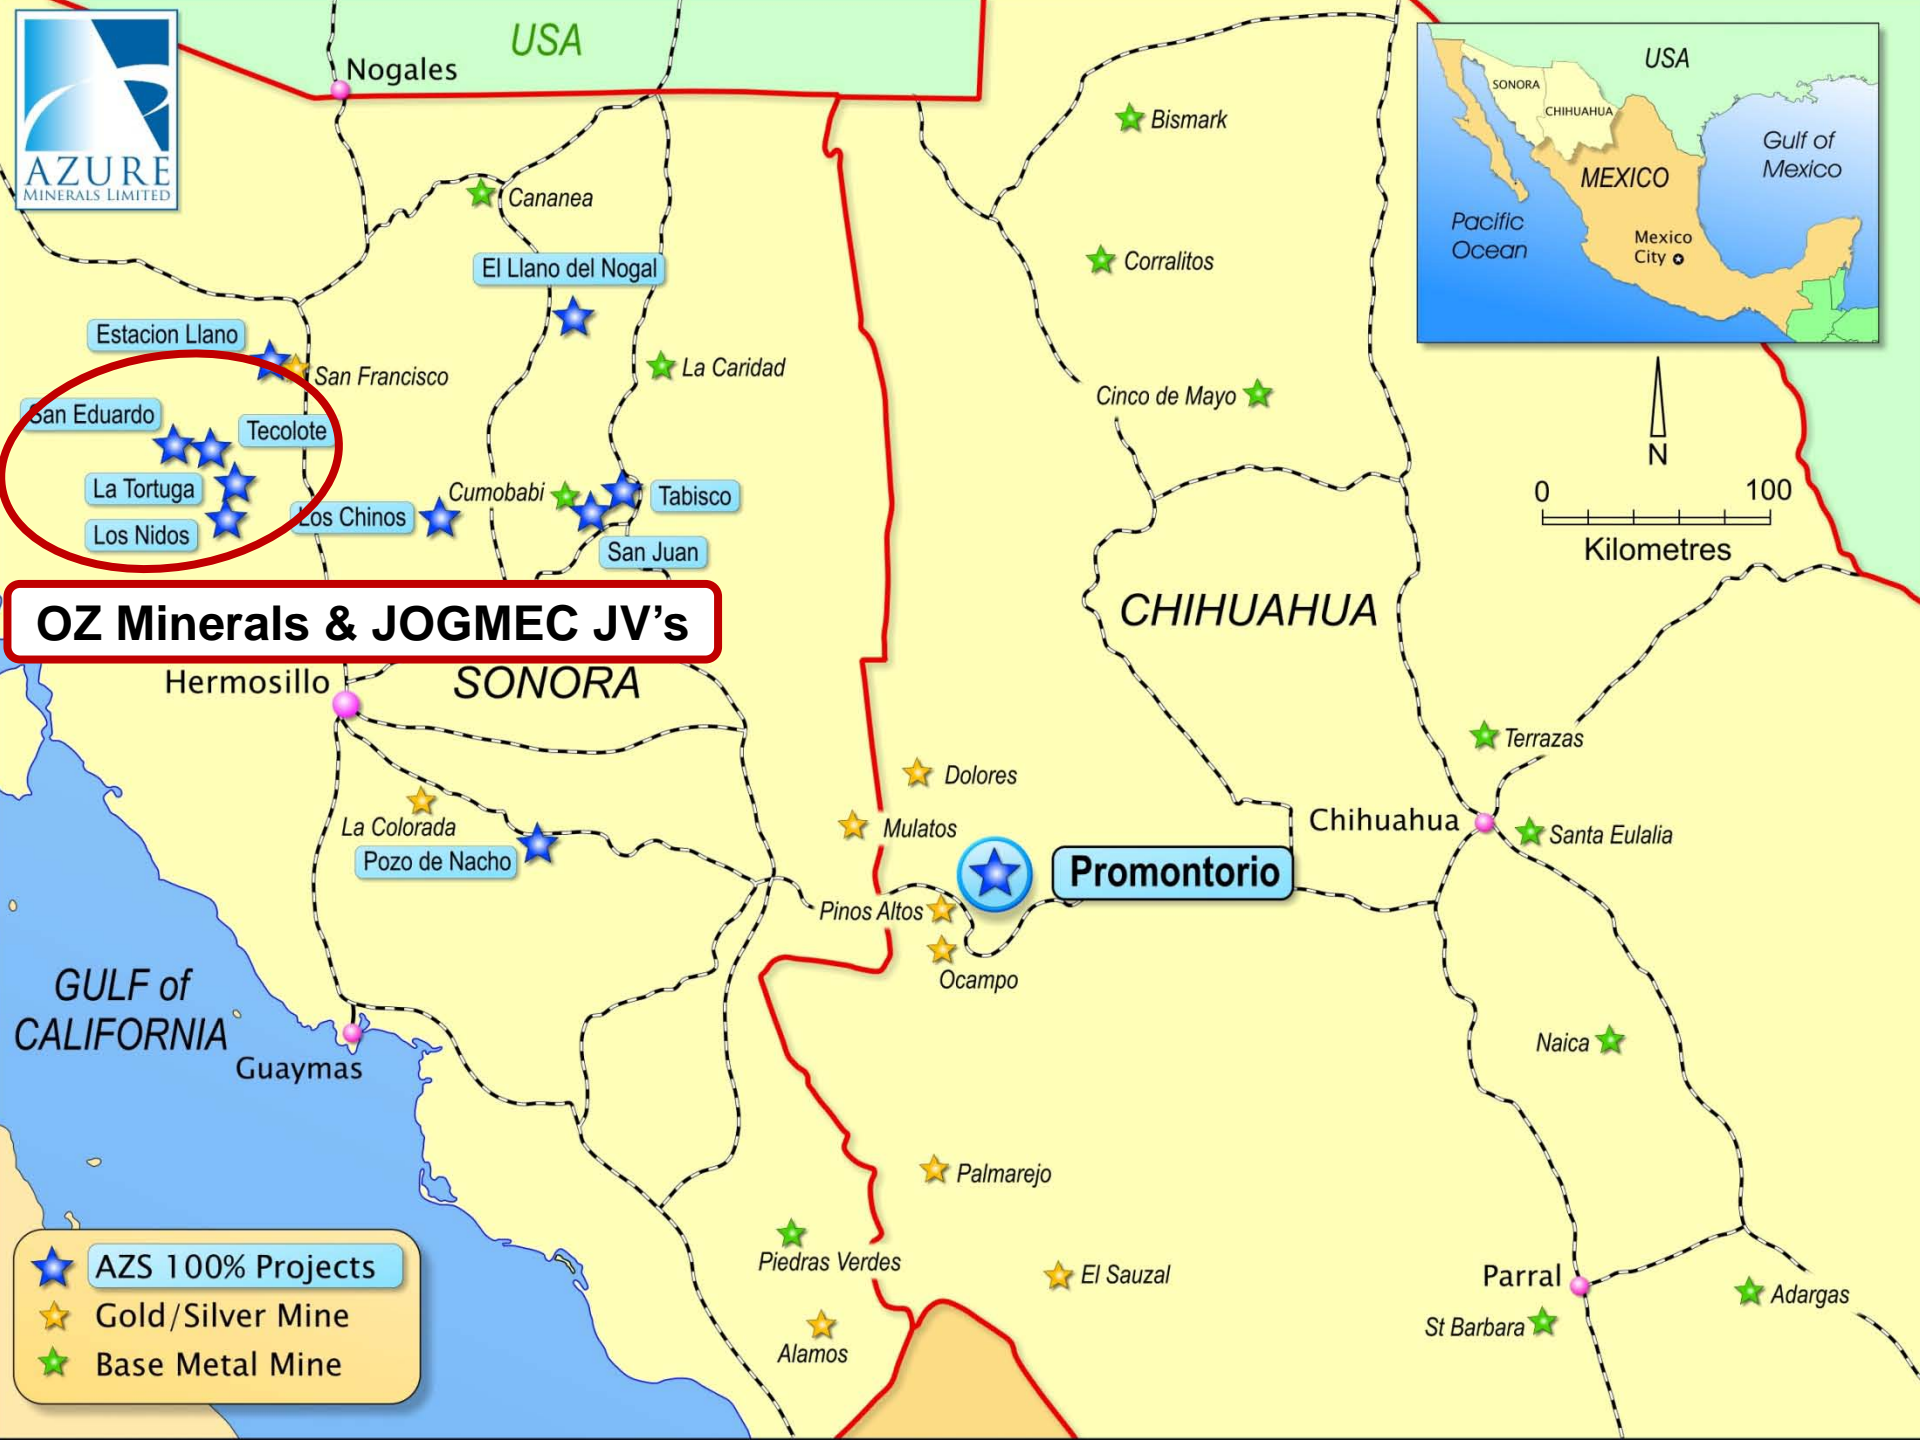 AZURE
MINERALS LIMITED
USA
Nogales
Bismark
Cananea
Corralitos
El Llano del Nogal
Estacion Llano
San Francisco
La Caridad
Cinco de Mayo
San Eduardo
Tecolote
La Tortuga
Los Nidos
Los Chinos
Cumobabi
Tabisco
San Juan
OZ Minerals & JOGMEC JV's
Hermosillo
SONORA
CHIHUAHUA
USA
SONORA
CHIHUAHUA
MEXICO
Gulf of
Mexico
Pacific
Ocean
Mexico
City
N
0 100
Kilometres
Terrazas
Dolores
Mulatos
La Colorada
Pozo de Nacho
Promontorio
Chihuahua
Santa Eulalia
Pinos Altos
Ocampo
GULF of
CALIFORNIA
Guaymas
Naica
Palmarejo
Piedras Verdes
El Sauzal
Alamos
Parral
St Barbara
Adargas
AZS 100% Projects
Gold/Silver Mine
Base Metal Mine